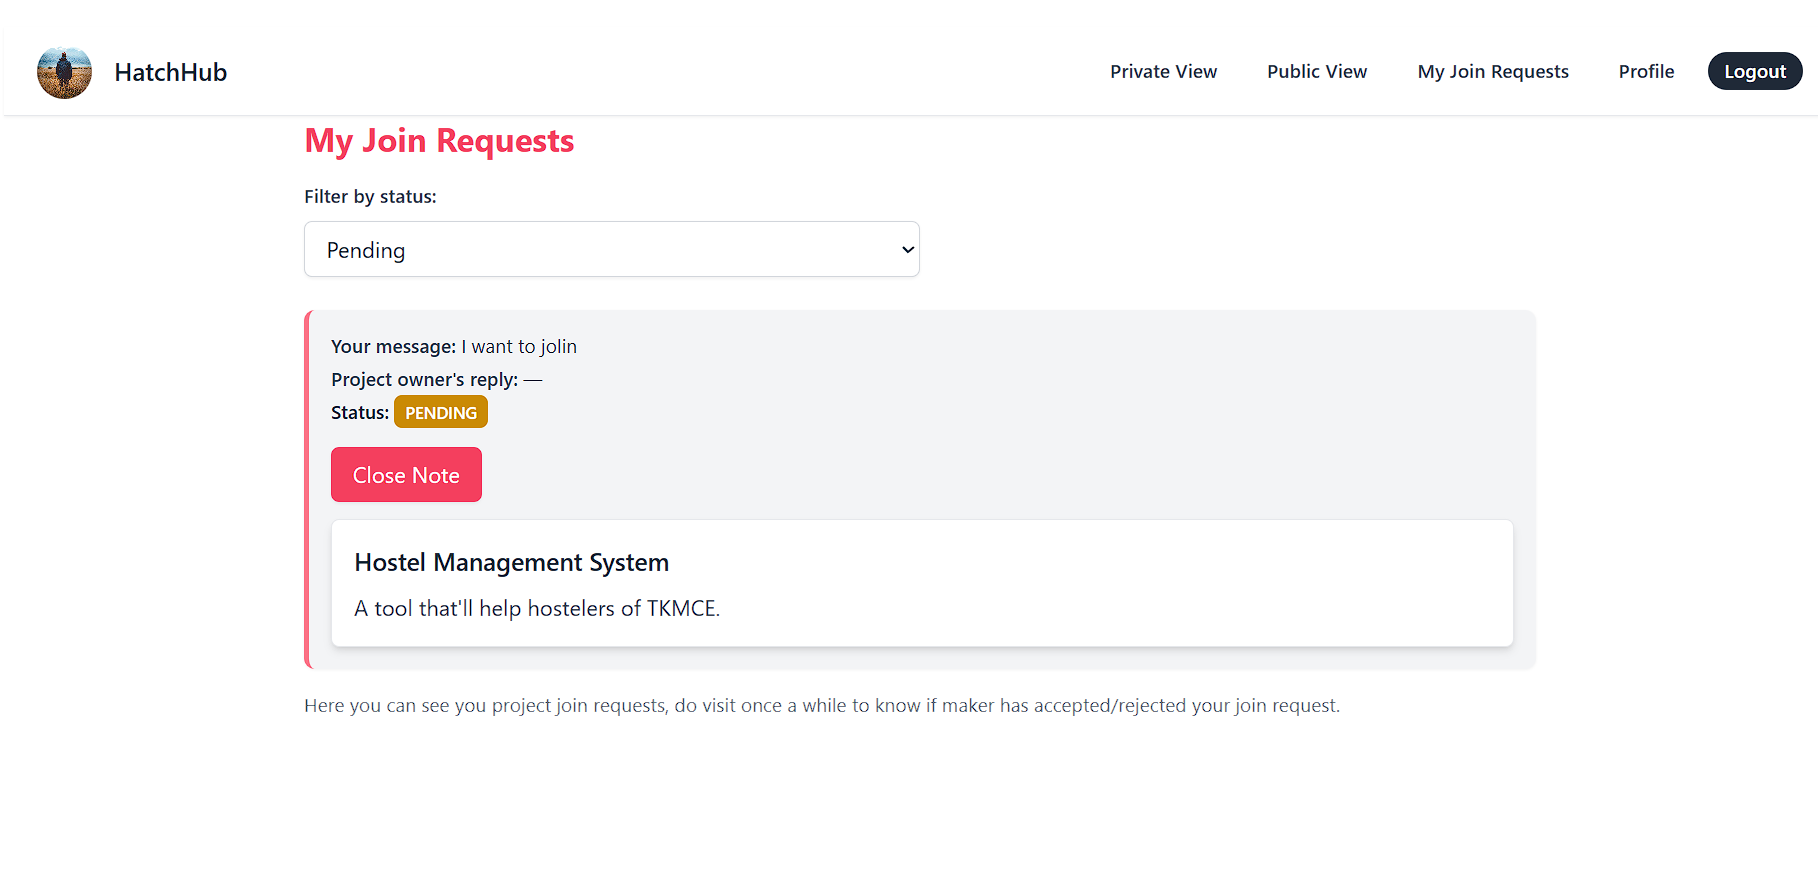 HatchHub
Private View
Public View
My Join Requests
Profile
Logout
My Join Requests
Filter by status:
Pending
Your message: I want to jolin
Project owner's reply: —
Status: PENDING
Close Note
Hostel Management System
A tool that'll help hostelers of TKMCE.
Here you can see you project join requests, do visit once a while to know if maker has accepted/rejected your join request.